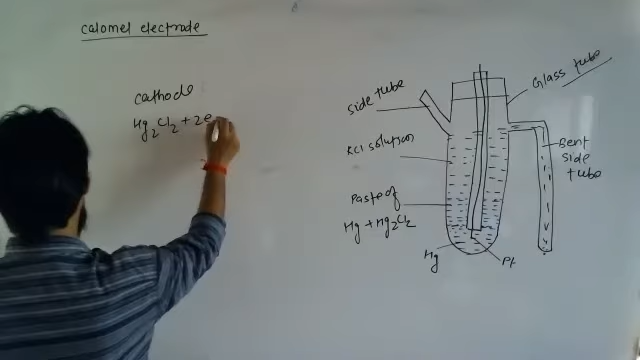 calomel electrode
cathode
Hg₂Cl₂ + 2e
side tube
Glass tube
KCl solution
Bent
side
tube
Paste of
Hg + Hg₂Cl₂
Hg
Pt